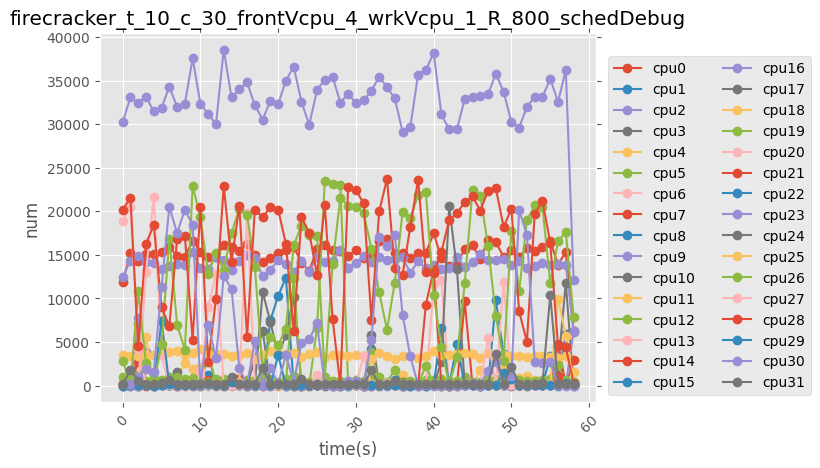 firecracker_t_10_c_30_frontVcpu_4_wrkVcpu_1_R_800_schedDebug
40000
35000
30000
25000
20000
15000
10000
5000
0
num
0
10
20
30
40
50
60
time(s)
cpu0
cpu1
cpu2
cpu3
cpu4
cpu5
cpu6
cpu7
cpu8
cpu9
cpu10
cpu11
cpu12
cpu13
cpu14
cpu15
cpu16
cpu17
cpu18
cpu19
cpu20
cpu21
cpu22
cpu23
cpu24
cpu25
cpu26
cpu27
cpu28
cpu29
cpu30
cpu31